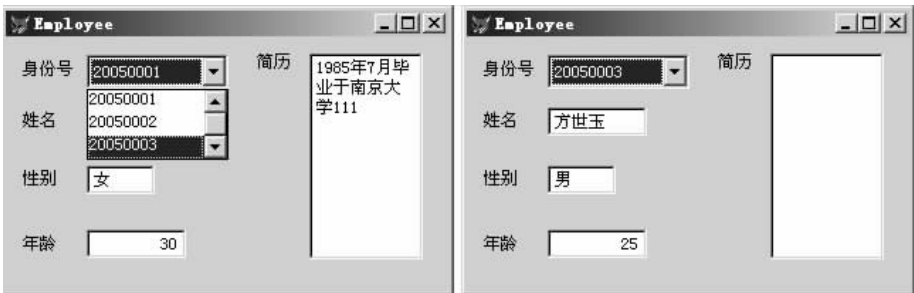 Employee
身份号 20050001
20050001
20050002
20050003
姓名
性别 女
年龄 30
简历
1985年7月毕
业于南京大
学111
Employee
身份号 20050003
姓名 方世玉
性别 男
年龄 25
简历